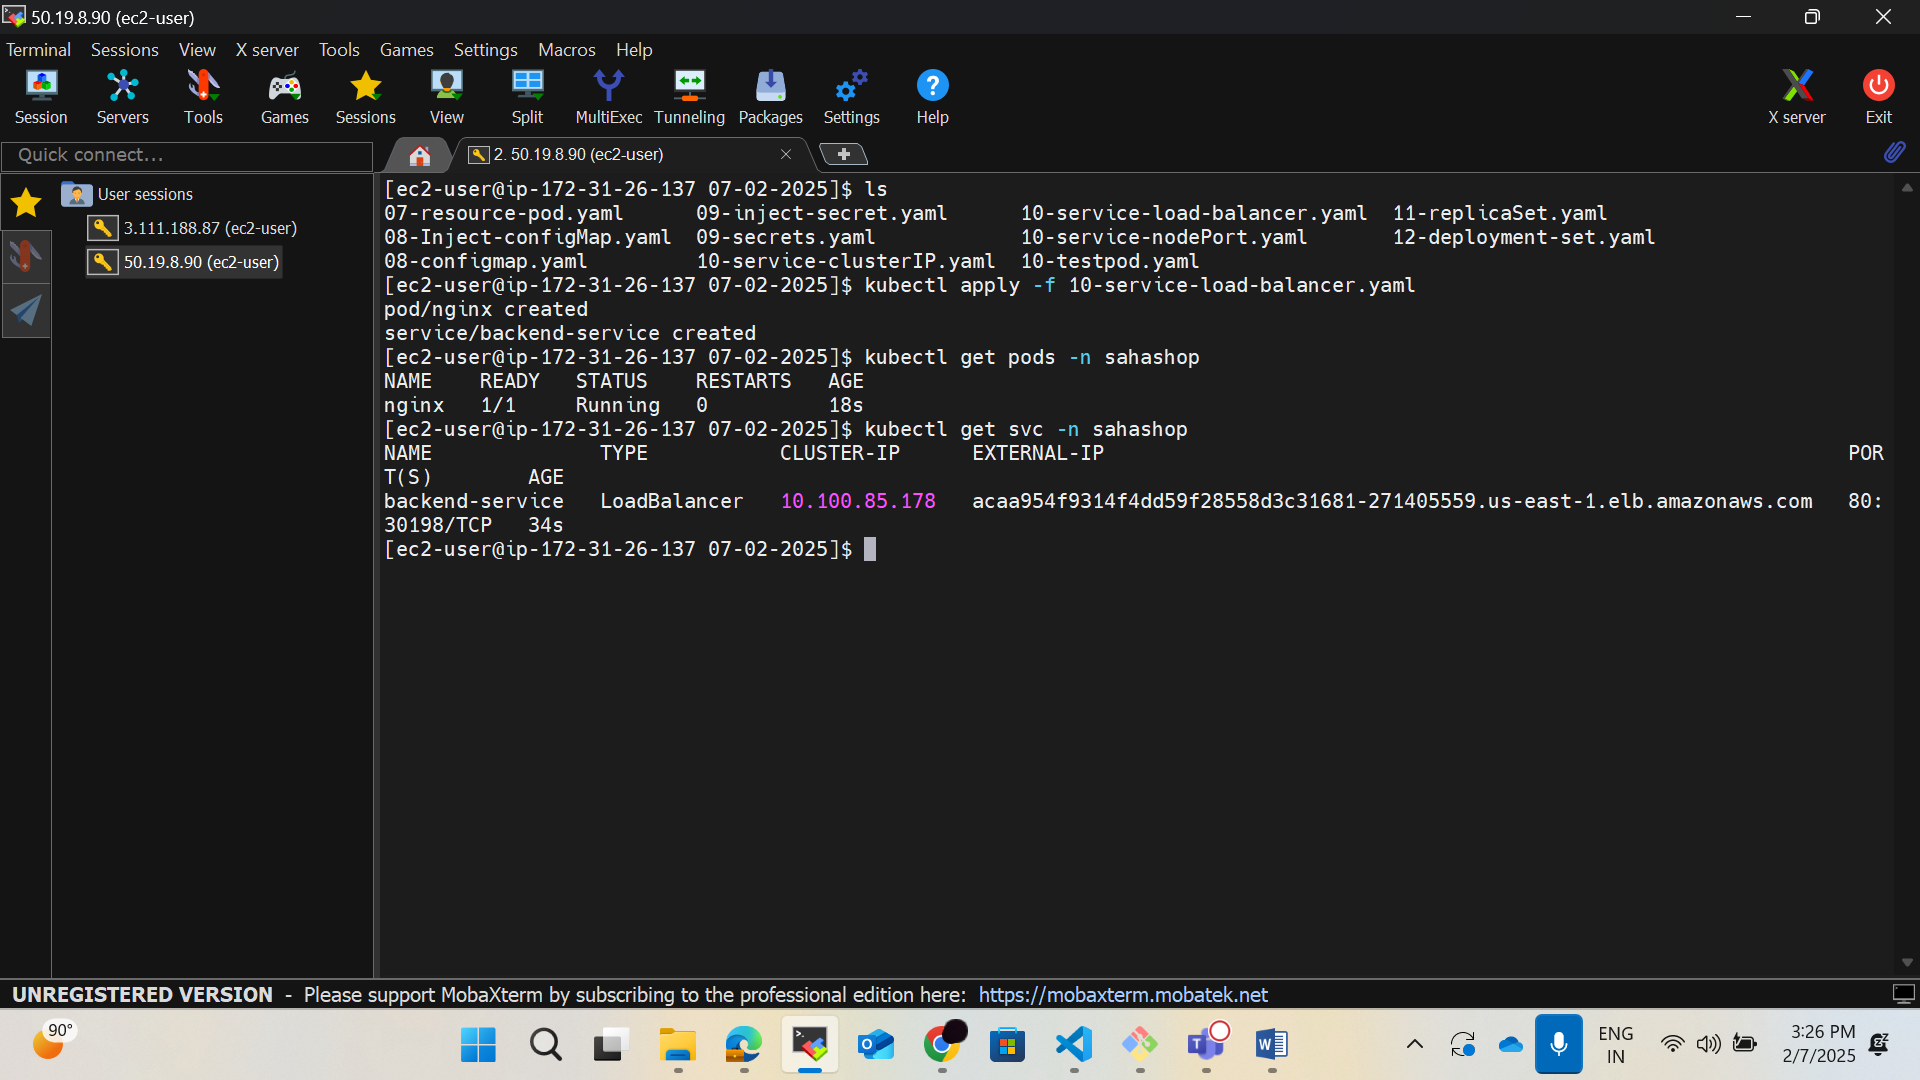 50.19.8.90 (ec2-user)
Terminal Sessions View X server Tools Games Settings Macros Help
Session Servers Tools Games Sessions View Split MultiExec Tunneling Packages Settings Help X server Exit
Quick connect...
2. 50.19.8.90 (ec2-user)
User sessions
3.111.188.87 (ec2-user)
50.19.8.90 (ec2-user)
[ec2-user@ip-172-31-26-137 07-02-2025]$ ls
07-resource-pod.yaml 09-inject-secret.yaml 10-service-load-balancer.yaml 11-replicaSet.yaml
08-Inject-configMap.yaml 09-secrets.yaml 10-service-nodePort.yaml 12-deployment-set.yaml
08-configmap.yaml 10-service-clusterIP.yaml 10-testpod.yaml
[ec2-user@ip-172-31-26-137 07-02-2025]$ kubectl apply -f 10-service-load-balancer.yaml
pod/nginx created
service/backend-service created
[ec2-user@ip-172-31-26-137 07-02-2025]$ kubectl get pods -n sahashop
NAME READY STATUS RESTARTS AGE
nginx 1/1 Running 0 18s
[ec2-user@ip-172-31-26-137 07-02-2025]$ kubectl get svc -n sahashop
NAME TYPE CLUSTER-IP EXTERNAL-IP POR
T(S) AGE
backend-service LoadBalancer 10.100.85.178 acaa954f9314f4dd59f28558d3c31681-271405559.us-east-1.elb.amazonaws.com 80:
30198/TCP 34s
[ec2-user@ip-172-31-26-137 07-02-2025]$
UNREGISTERED VERSION - Please support MobaXterm by subscribing to the professional edition here: https://mobaxterm.mobatek.net
90°
ENG
IN
3:26 PM
2/7/2025